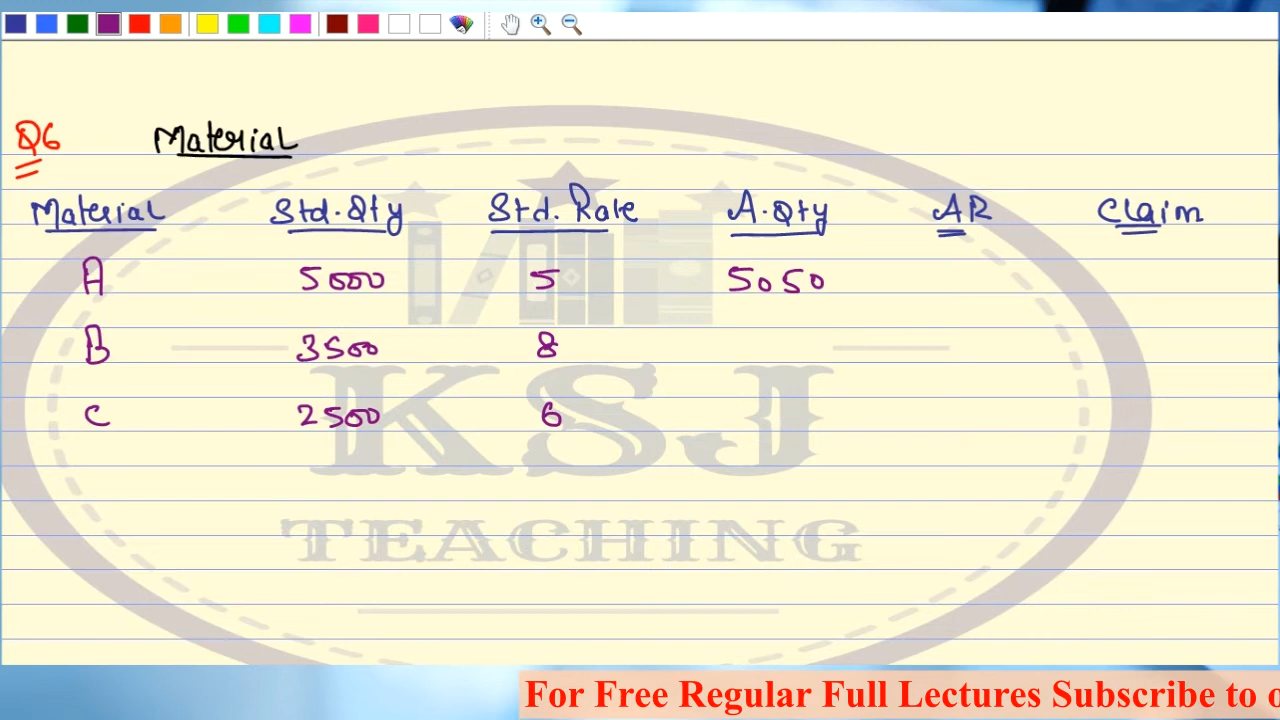 Q6 Material
Material Std.Qty Std. Rate A.Qty AR Claim
A 5000 5 5050
B 3500 8
C 2500 6
KSJ
TEACHING
For Free Regular Full Lectures Subscribe to o